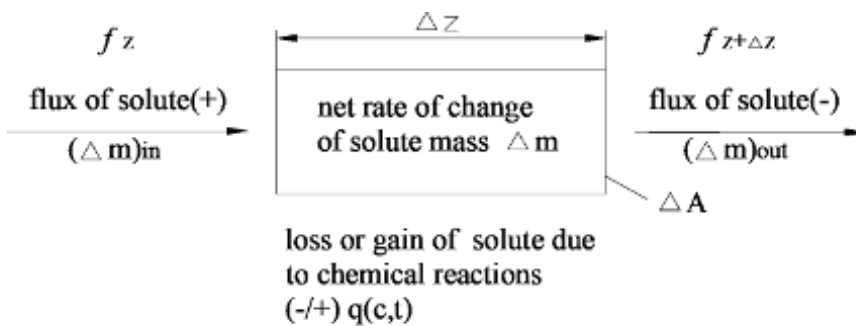 f z
△ z
f z+△z
flux of solute(+)
(△ m)in
net rate of change
of solute mass △ m
flux of solute(-)
(△ m)out
△ A
loss or gain of solute due
to chemical reactions
(-/+) q(c,t)